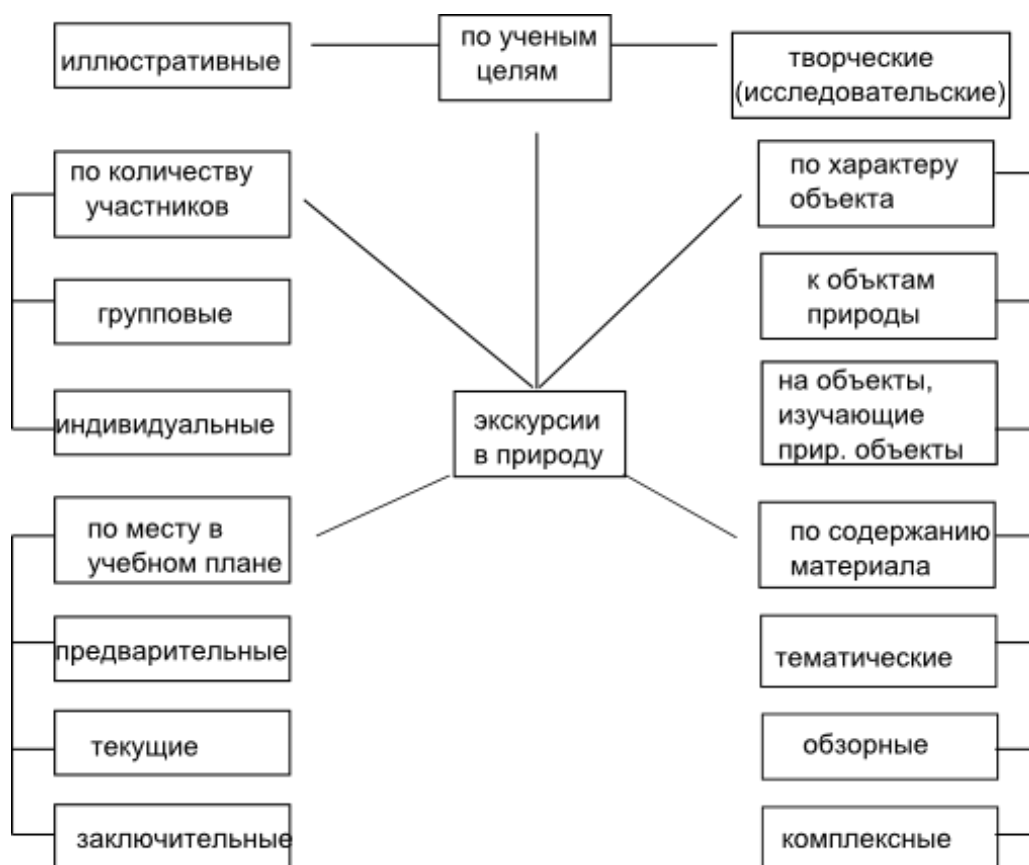 иллюстративные
по ученым
целям
творческие
(исследовательские)
по количеству
участников
по характеру
объекта
групповые
к объктам
природы
индивидуальные
экскурсии
в природу
на объекты,
изучающие
прир. объекты
по месту в
учебном плане
по содержанию
материала
предварительные
тематические
текущие
обзорные
заключительные
комплексные